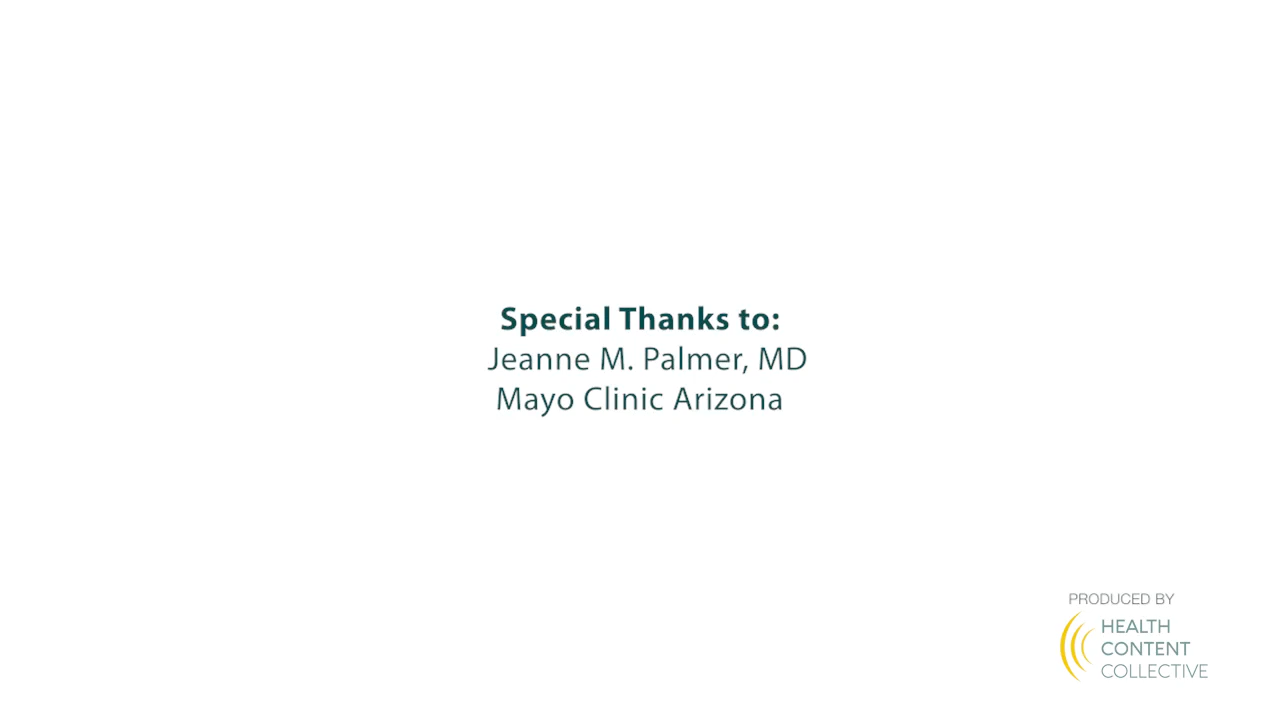 Special Thanks to:
Jeanne M. Palmer, MD
Mayo Clinic Arizona
PRODUCED BY
HEALTH
CONTENT
COLLECTIVE